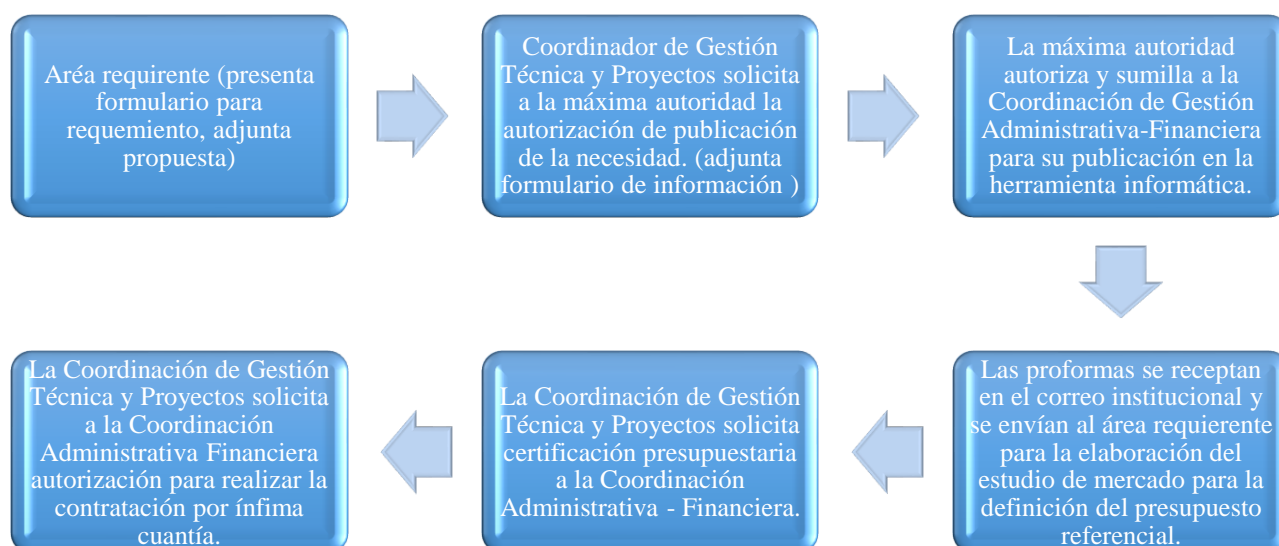 Aréa requirente (presenta
formulario para
requemiento, adjunta
propuesta)
Coordinador de Gestión
Técnica y Proyectos solicita
a la máxima autoridad la
autorización de publicación
de la necesidad. (adjunta
formulario de información )
La máxima autoridad
autoriza y sumilla a la
Coordinación de Gestión
Administrativa-Financiera
para su publicación en la
herramienta informática.
Las proformas se receptan
en el correo institucional y
se envían al área requierente
para la elaboración del
estudio de mercado para la
definición del presupuesto
referencial.
La Coordinación de Gestión
Técnica y Proyectos solicita
certificación presupuestaria
a la Coordinación
Administrativa - Financiera.
La Coordinación de Gestión
Técnica y Proyectos solicita
a la Coordinación
Administrativa Financiera
autorización para realizar la
contratación por ínfima
cuantía.